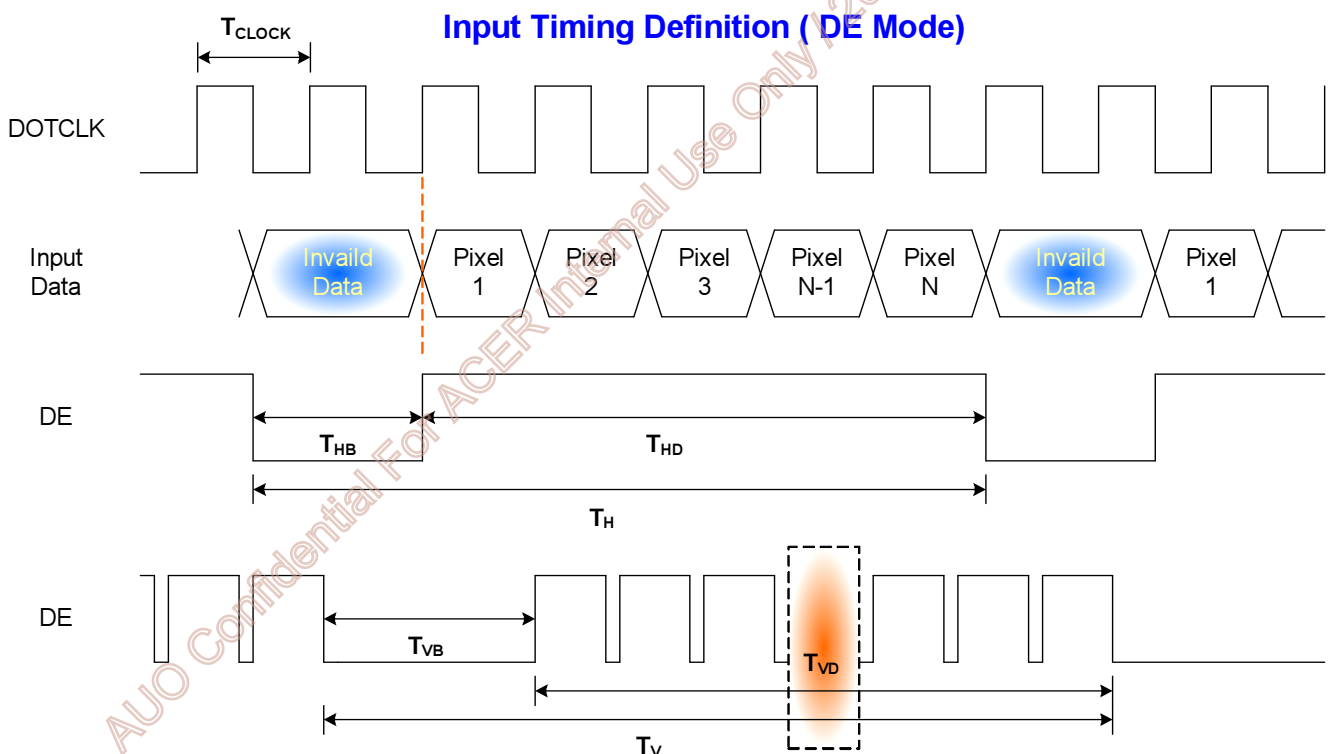 Input Timing Definition ( DE Mode)
TCLOCK
DOTCLK
Input
Data
Invaild
Data
Pixel
1
Pixel
2
Pixel
3
Pixel
N-1
Pixel
N
Invaild
Data
Pixel
1
DE
THB
THD
TH
DE
TVB
TVD
TV
AUO Confidential For ACER Internal Use Only /